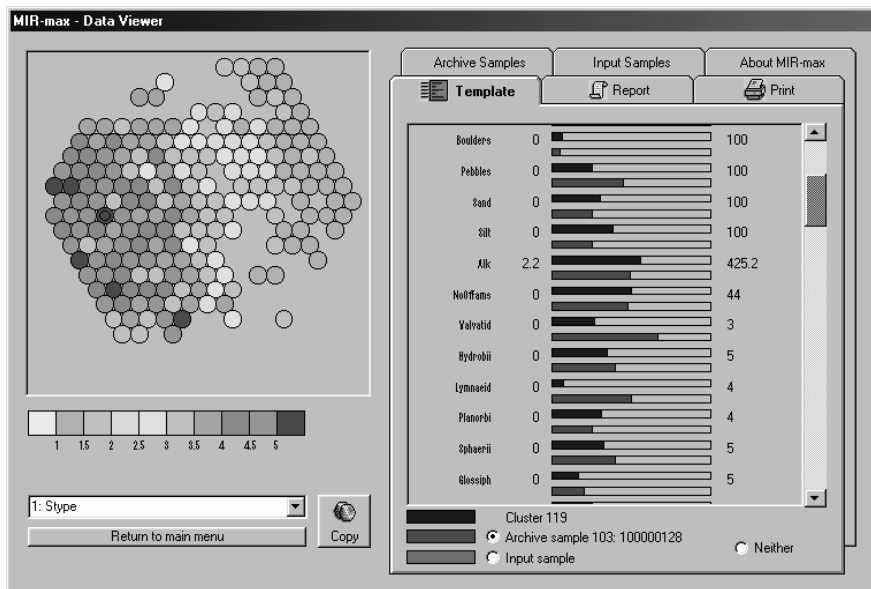 MIR-max - Data Viewer
Archive Samples Input Samples About MIR-max
Template Report Print
Boulders 0 100
Pebbles 0 100
Sand 0 100
Silt 0 100
Alk 2.2 425.2
NoOffams 0 44
Valvatid 0 3
Hydrobii 0 5
Lymnaeid 0 4
Planorbi 0 4
Sphaerii 0 5
Glossiph 0 5
1 1.5 2 2.5 3 3.5 4 4.5 5
1: Stype
Return to main menu
Copy
Cluster 119
Archive sample 103: 100000128
Input sample
Neither